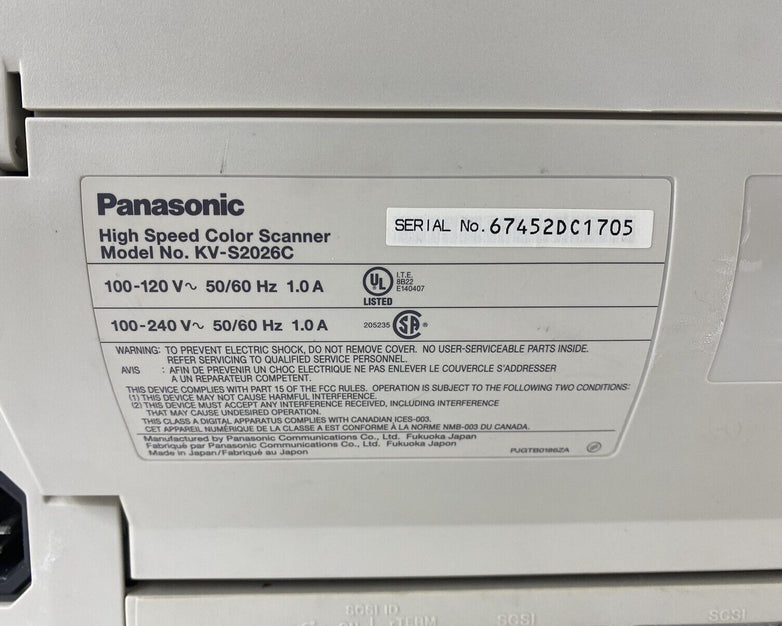 Panasonic
High Speed Color Scanner
Model No. KV-S2026C
SERIAL No. 67452DC1705
100-120 V~ 50/60 Hz 1.0 A
UL
LISTED
I.T.E.
8B22
E140407
100-240 V~ 50/60 Hz 1.0 A
205235 SA ®
WARNING: TO PREVENT ELECTRIC SHOCK, DO NOT REMOVE COVER. NO USER-SERVICEABLE PARTS INSIDE.
REFER SERVICING TO QUALIFIED SERVICE PERSONNEL.
AVIS : AFIN DE PREVENIR UN CHOC ELECTRIQUE NE PAS ENLEVER LE COUVERCLE S'ADDRESSER
A UN REPARATEUR COMPETENT.
THIS DEVICE COMPLIES WITH PART 15 OF THE FCC RULES. OPERATION IS SUBJECT TO THE FOLLOWING TWO CONDITIONS:
(1) THIS DEVICE MAY NOT CAUSE HARMFUL INTERFERENCE.
(2) THIS DEVICE MUST ACCEPT ANY INTERFERENCE RECEIVED, INCLUDING INTERFERENCE
THAT MAY CAUSE UNDESIRED OPERATION.
THIS CLASS A DIGITAL APPARATUS COMPLIES WITH CANADIAN ICES-003.
CET APPAREIL NUMÉRIQUE DE LA CLASSE A EST CONFORME À LA NORME NMB-003 DU CANADA.
Manufactured by Panasonic Communications Co., Ltd. Fukuoka Japan
Fabriqué par Panasonic Communications Co., Ltd. Fukuoka Japon
Made in Japan/Fabriqué au Japon
PJGTB0186ZA
SCSI ID
TERM
SCSI
SCSI